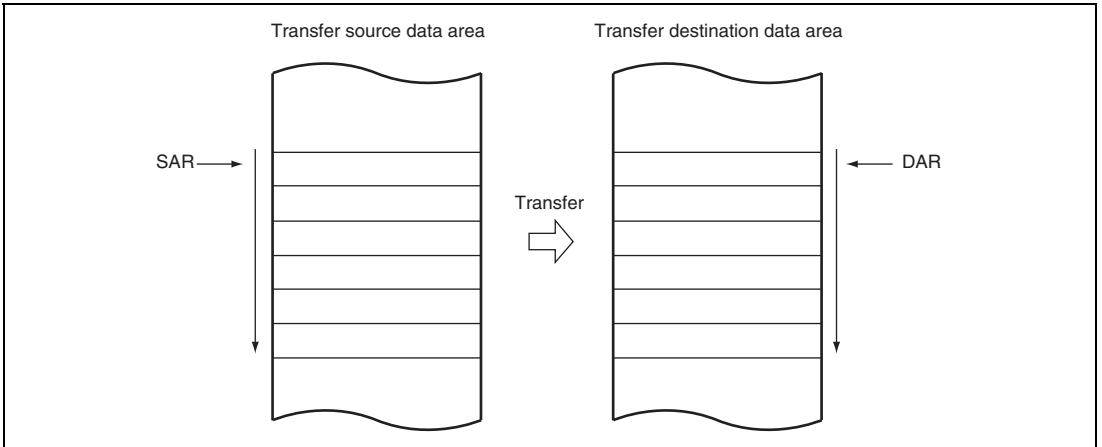 Transfer source data area
Transfer destination data area
SAR
DAR
Transfer